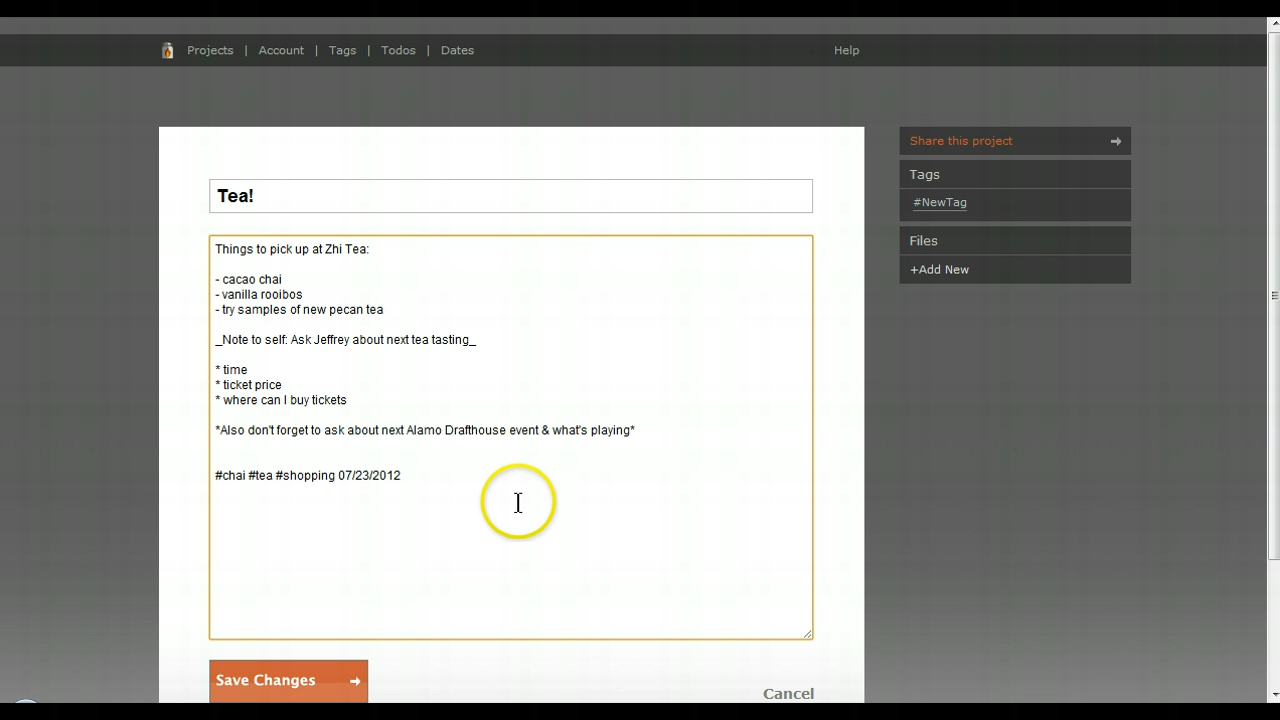 Projects | Account | Tags | Todos | Dates
Help
Share this project
Tags
#NewTag
Files
+Add New
Tea!
Things to pick up at Zhi Tea:
- cacao chai
- vanilla rooibos
- try samples of new pecan tea
_Note to self: Ask Jeffrey about next tea tasting_
* time
* ticket price
* where can I buy tickets
*Also don't forget to ask about next Alamo Drafthouse event & what's playing*
#chai #tea #shopping 07/23/2012
Save Changes
Cancel